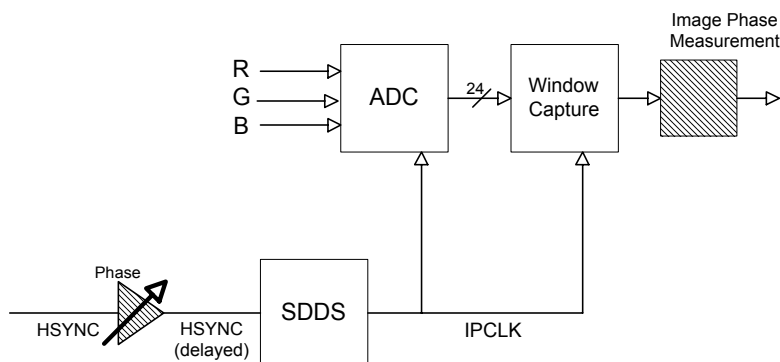 Image Phase
Measurement
R
G
B
ADC
24
Window
Capture
Phase
HSYNC
HSYNC
(delayed)
SDDS
IPCLK